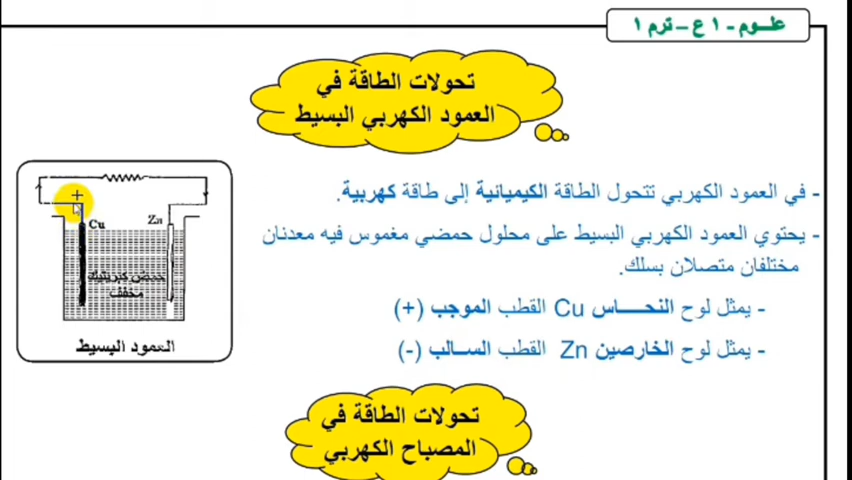 علــوم - ١ ع – ترم ١
تحولات الطاقة في
العمود الكهربي البسيط
- في العمود الكهربي تتحول الطاقة الكيميائية إلى طاقة كهربية.
- يحتوي العمود الكهربي البسيط على محلول حمضي مغموس فيه معدنان
مختلفان متصلان بسلك.
- يمثل لوح النحــــاس Cu القطب الموجب (+)
- يمثل لوح الخارصين Zn القطب الســالب (-)
+
Cu
Zn
حمض كبريتيك
مخفف
العمود البسيط
تحولات الطاقة في
المصباح الكهربي